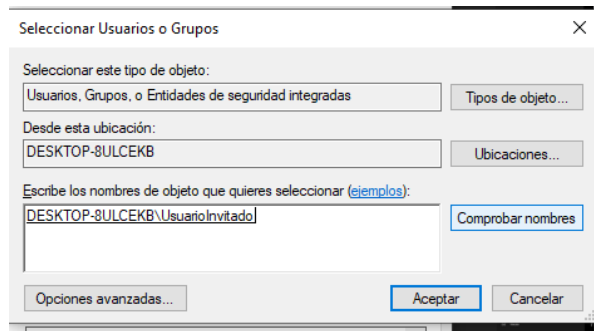 Seleccionar Usuarios o Grupos
Seleccionar este tipo de objeto:
Usuarios, Grupos, o Entidades de seguridad integradas
Tipos de objeto...
Desde esta ubicación:
DESKTOP-8ULCEKB
Ubicaciones...
Escribe los nombres de objeto que quieres seleccionar (ejemplos):
DESKTOP-8ULCEKB\UsuarioInvitado
Comprobar nombres
Opciones avanzadas...
Aceptar
Cancelar